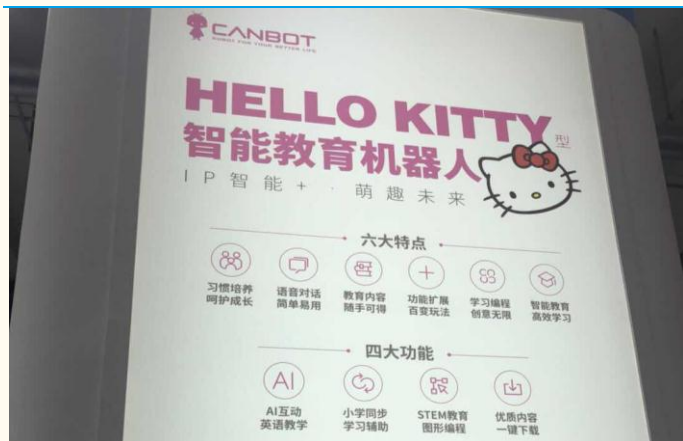 CANBOT
ROBOT FOR YOUR BETTER LIFE
HELLO KITTY型
智能教育机器人
IP智能+·萌趣未来
六大特点
习惯培养 语音对话 教育内容 功能扩展 学习编程 智能教育
呵护成长 简单易用 随手可得 百变玩法 创意无限 高效学习
四大功能
AI
AI互动 小学同步 STEM教育 优质内容
英语教学 学习辅助 图形编程 一键下载